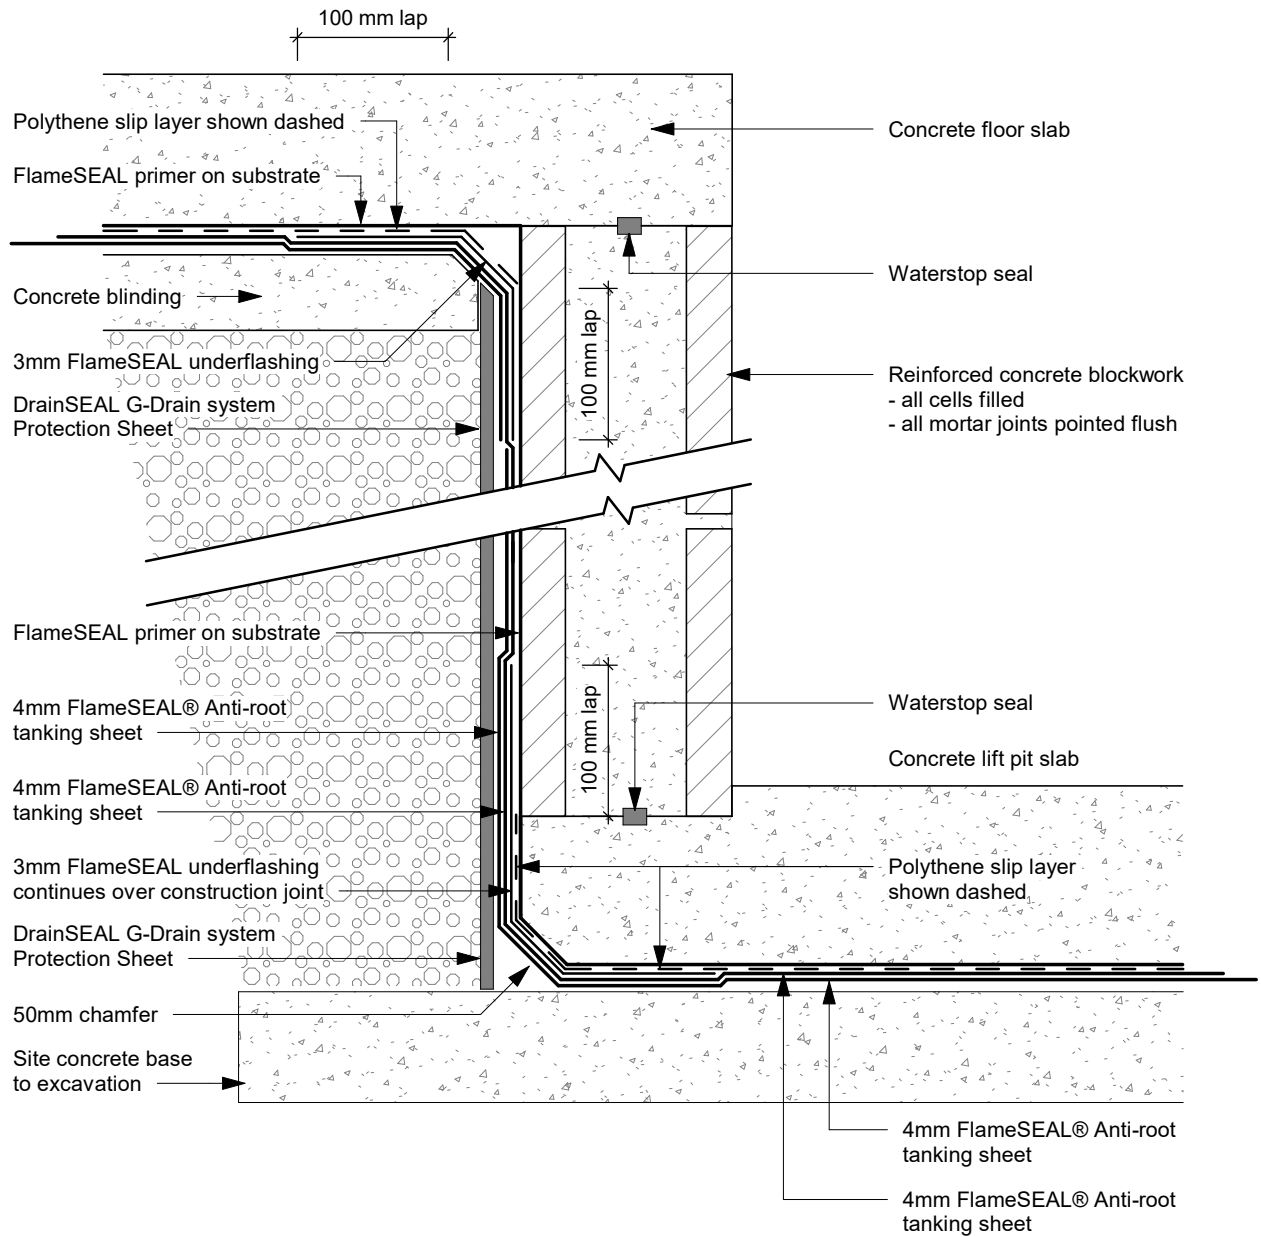 100 mm lap
Polythene slip layer shown dashed
Concrete floor slab
FlameSEAL primer on substrate
Waterstop seal
Concrete blinding
100 mm lap
3mm FlameSEAL underflashing
Reinforced concrete blockwork
- all cells filled
- all mortar joints pointed flush
DrainSEAL G-Drain system
Protection Sheet
FlameSEAL primer on substrate
4mm FlameSEAL® Anti-root
tanking sheet
100 mm lap
Waterstop seal
Concrete lift pit slab
4mm FlameSEAL® Anti-root
tanking sheet
3mm FlameSEAL underflashing
continues over construction joint
Polythene slip layer
shown dashed
DrainSEAL G-Drain system
Protection Sheet
50mm chamfer
Site concrete base
to excavation
4mm FlameSEAL® Anti-root
tanking sheet
4mm FlameSEAL® Anti-root
tanking sheet